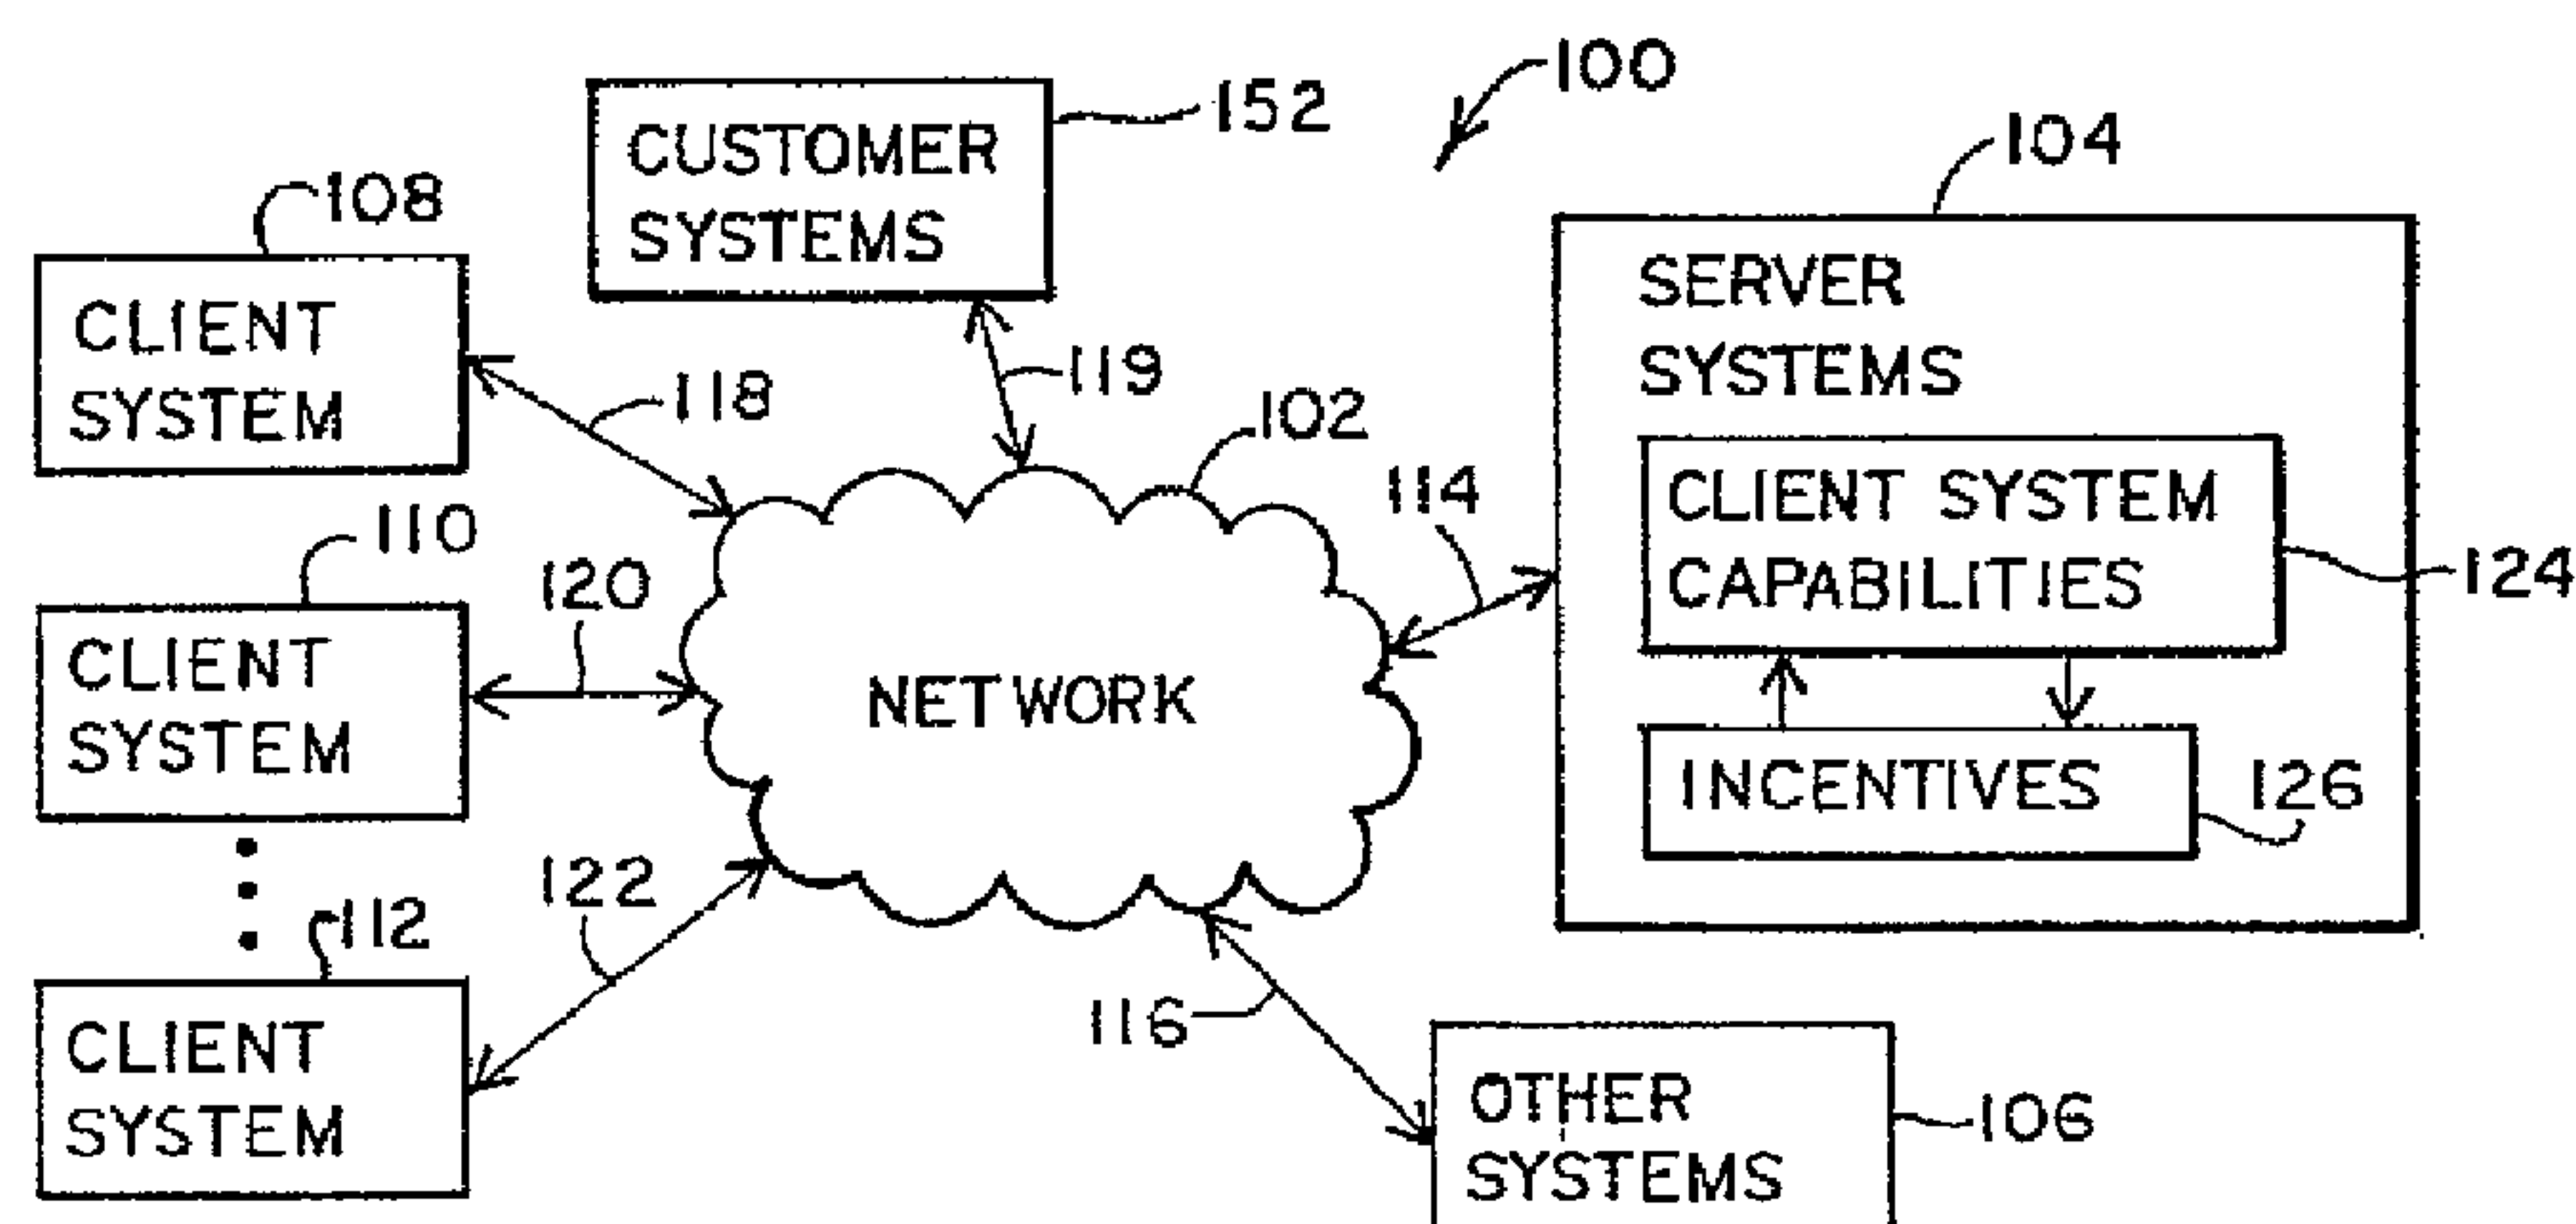 100
152
CUSTOMER
SYSTEMS
104
108
CLIENT
SYSTEM
SERVER
SYSTEMS
118
119
102
114
CLIENT SYSTEM
CAPABILITIES
124
110
120
CLIENT
SYSTEM
NETWORK
INCENTIVES
126
112
122
CLIENT
SYSTEM
116
OTHER
SYSTEMS
106